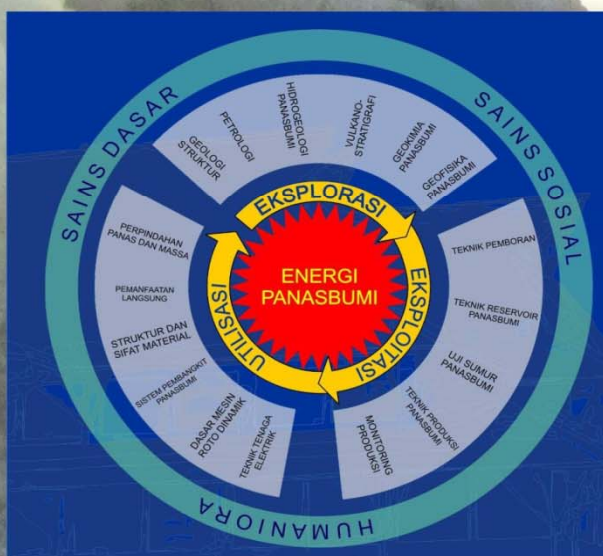 SAINS DASAR
SAINS SOSIAL
HUMANIORA
GEOLOGI
STRUKTUR
PETROLOGI
HIDROGEOLOGI
PANASBUMI
VULKANO-
STRATIGRAFI
GEOKIMIA
PANASBUMI
GEOFISIKA
PANASBUMI
TEKNIK PEMBORAN
TEKNIK RESERVOIR
PANASBUMI
UJI SUMUR
PANASBUMI
TEKNIK PRODUKSI
PANASBUMI
MONITORING
PRODUKSI
PERPINDAHAN
PANAS DAN MASSA
PEMANFAATAN
LANGSUNG
STRUKTUR DAN
SIFAT MATERIAL
SISTEM PEMBANGKIT
PANASBUMI
DASAR MESIN
ROTO DINAMIK
TEKNIK TENAGA
ELEKTRIK
EKSPLORASI
EKSPLOITASI
UTILISASI
ENERGI
PANASBUMI